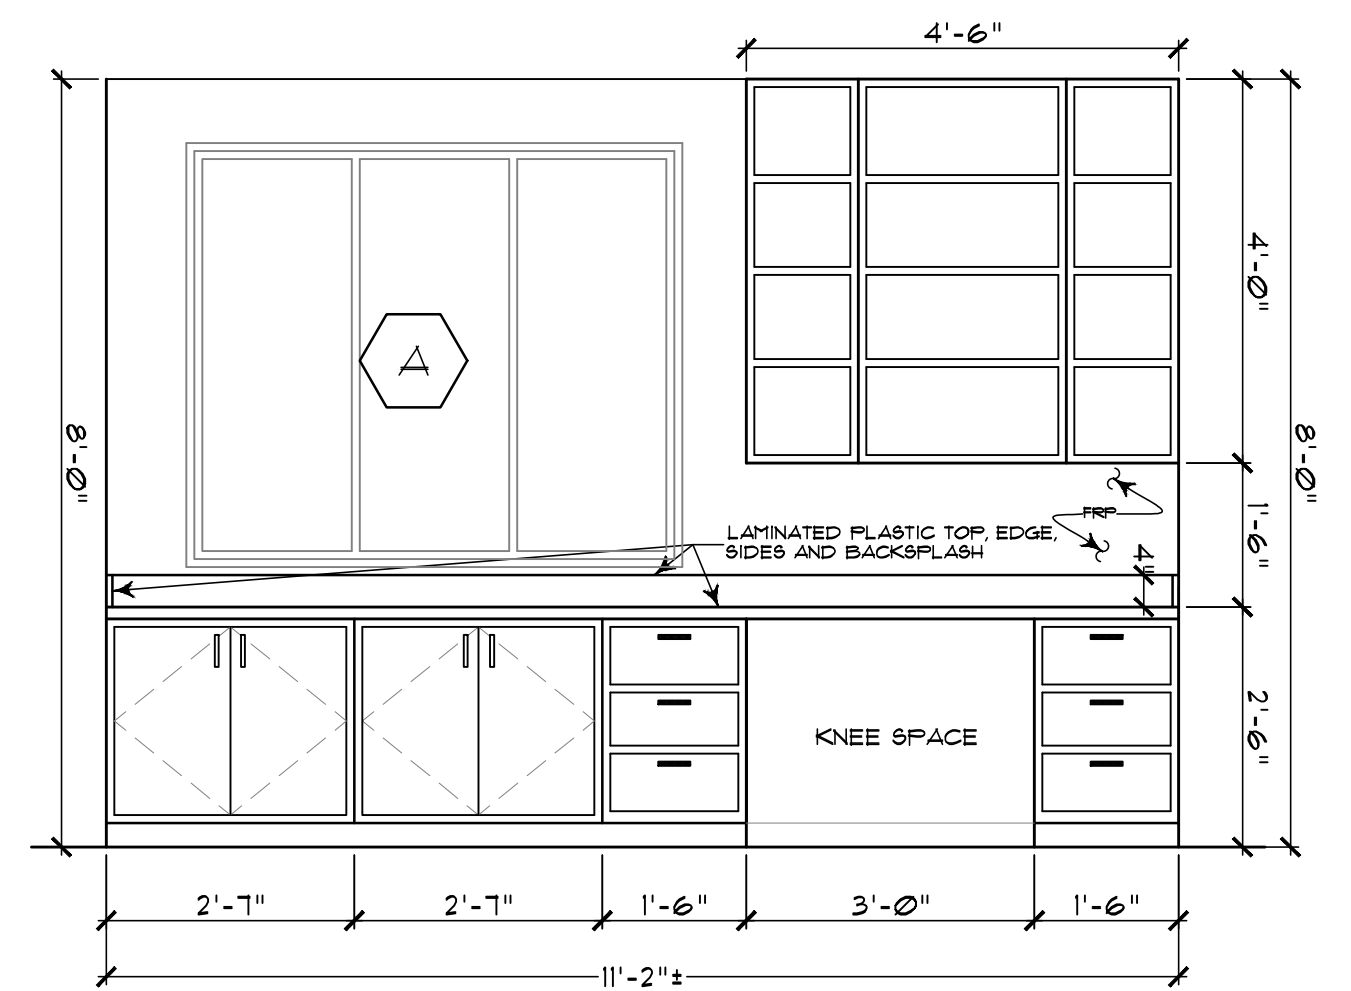 4'-6"
4'-0"
A
8'-0"
8'-0"
FRP
1'-6"
LAMINATED PLASTIC TOP, EDGE,
SIDES AND BACKSPLASH
4"
2'-6"
KNEE SPACE
2'-7" 2'-7" 1'-6" 3'-0" 1'-6"
11'-2"±